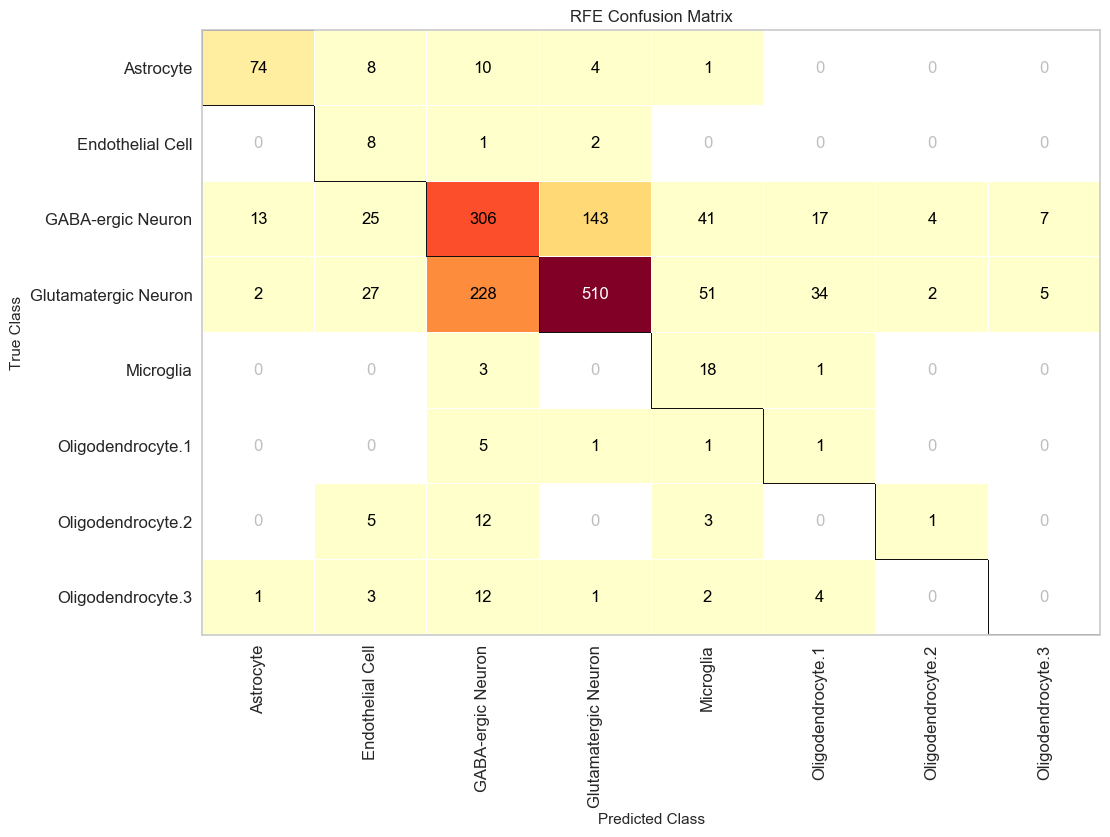 RFE Confusion Matrix
True Class
Astrocyte 74 8 10 4 1 0 0 0
Endothelial Cell 0 8 1 2 0 0 0 0
GABA-ergic Neuron 13 25 306 143 41 17 4 7
Glutamatergic Neuron 2 27 228 510 51 34 2 5
Microglia 0 0 3 0 18 1 0 0
Oligodendrocyte.1 0 0 5 1 1 1 0 0
Oligodendrocyte.2 0 5 12 0 3 0 1 0
Oligodendrocyte.3 1 3 12 1 2 4 0 0
Astrocyte
Endothelial Cell
GABA-ergic Neuron
Glutamatergic Neuron
Microglia
Oligodendrocyte.1
Oligodendrocyte.2
Oligodendrocyte.3
Predicted Class